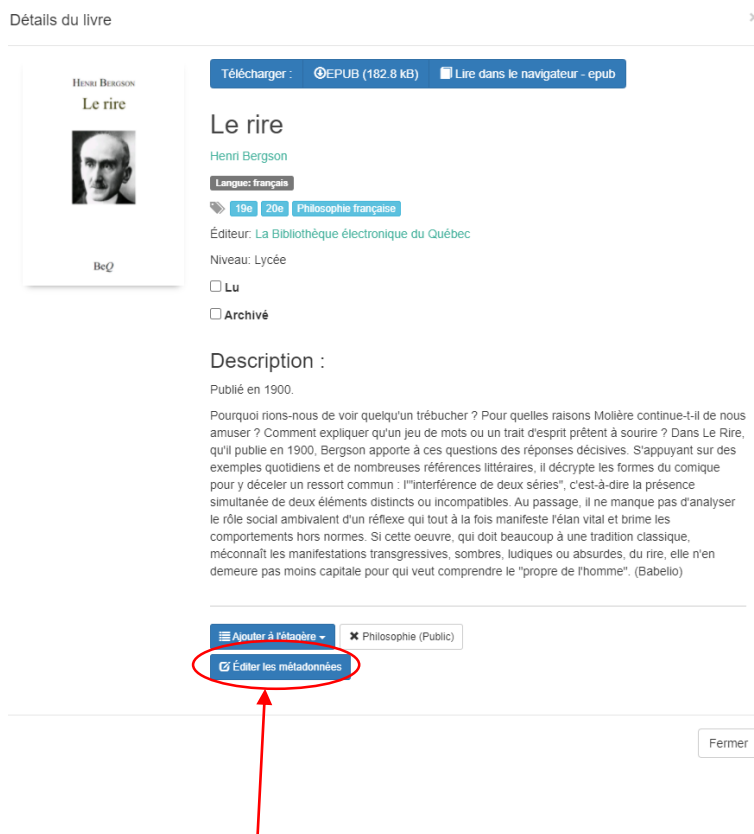 Détails du livre
x
HENRI BERGSON
Le rire
BeQ
Télécharger :
EPUB (182.8 kB)
Lire dans le navigateur - epub
Le rire
Henri Bergson
Langue: français
19e 20e Philosophie française
Éditeur: La Bibliothèque électronique du Québec
Niveau: Lycée
Lu
Archivé
Description :
Publié en 1900.
Pourquoi rions-nous de voir quelqu'un trébucher ? Pour quelles raisons Molière continue-t-il de nous
amuser ? Comment expliquer qu'un jeu de mots ou un trait d'esprit prêtent à sourire ? Dans Le Rire,
qu'il publie en 1900, Bergson apporte à ces questions des réponses décisives. S'appuyant sur des
exemples quotidiens et de nombreuses références littéraires, il décrypte les formes du comique
pour y déceler un ressort commun : l'"interférence de deux séries", c'est-à-dire la présence
simultanée de deux éléments distincts ou incompatibles. Au passage, il ne manque pas d'analyser
le rôle social ambivalent d'un réflexe qui tout à la fois manifeste l'élan vital et brime les
comportements hors normes. Si cette oeuvre, qui doit beaucoup à une tradition classique,
méconnaît les manifestations transgressives, sombres, ludiques ou absurdes, du rire, elle n'en
demeure pas moins capitale pour qui veut comprendre le "propre de l'homme". (Babelio)
Ajouter à l'étagère
Philosophie (Public)
Éditer les métadonnées
Fermer